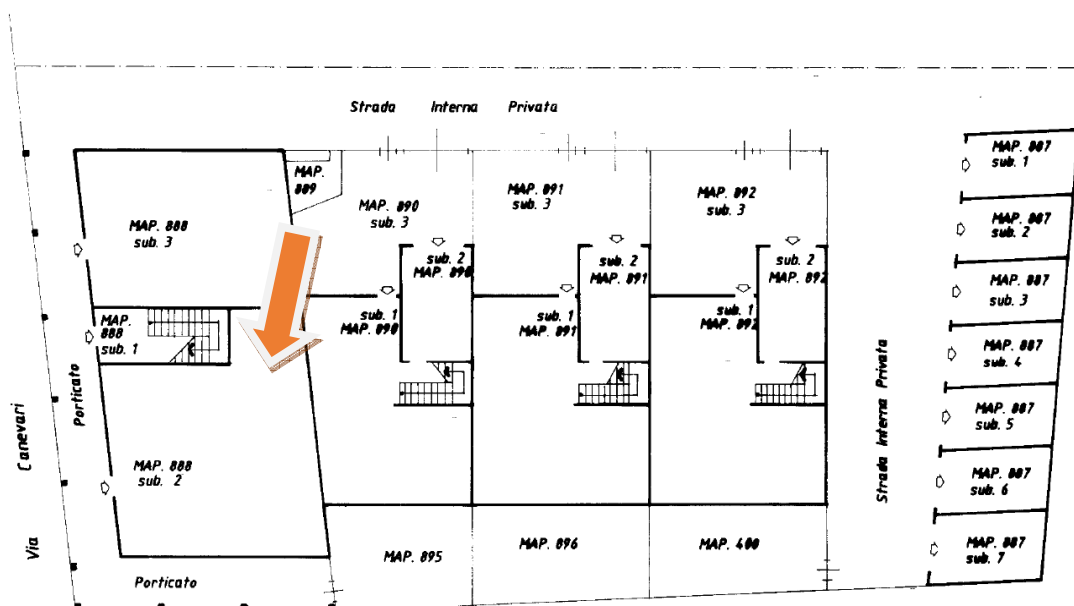 Strada Interna Privata
MAP. 887
sub. 1
MAP.
889
MAP. 890
sub. 3
MAP. 891
sub. 3
MAP. 892
sub. 3
MAP. 888
sub. 3
MAP. 887
sub. 2
sub. 2
MAP. 890
sub. 2
MAP. 891
sub. 2
MAP. 892
MAP. 887
sub. 3
MAP.
888
sub. 1
sub. 1
MAP. 890
sub. 1
MAP. 891
sub. 1
MAP. 892
MAP. 887
sub. 4
Porticato
MAP. 887
sub. 5
Via Canevari
MAP. 888
sub. 2
Strada Interna Privata
MAP. 887
sub. 6
MAP. 895
MAP. 896
MAP. 400
MAP. 887
sub. 7
Porticato